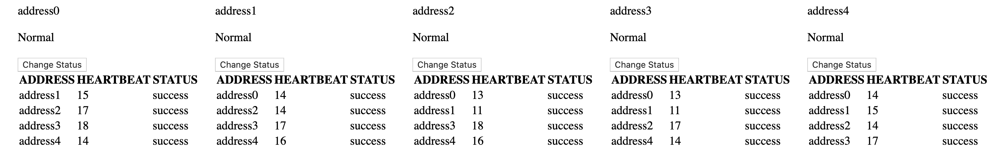 address0 address1 address2 address3 address4
Normal Normal Normal Normal Normal
Change Status Change Status Change Status Change Status Change Status
ADDRESS HEARTBEAT STATUS ADDRESS HEARTBEAT STATUS ADDRESS HEARTBEAT STATUS ADDRESS HEARTBEAT STATUS ADDRESS HEARTBEAT STATUS
address1 15 success address0 14 success address0 13 success address0 13 success address0 14 success
address2 17 success address2 14 success address1 11 success address1 11 success address1 15 success
address3 18 success address3 17 success address3 18 success address2 17 success address2 14 success
address4 14 success address4 16 success address4 16 success address4 14 success address3 17 success